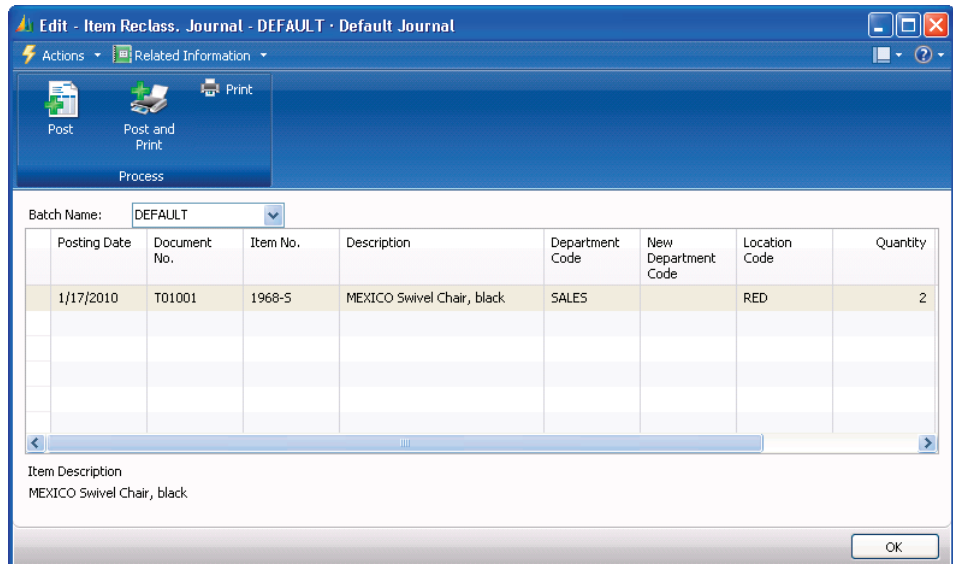 Edit - Item Reclass. Journal - DEFAULT · Default Journal
Actions Related Information
Post
Post and
Print
Print
Process
Batch Name: DEFAULT
Posting Date Document No. Item No. Description Department Code New Department Code Location Code Quantity
1/17/2010 T01001 1968-S MEXICO Swivel Chair, black SALES RED 2
Item Description
MEXICO Swivel Chair, black
OK